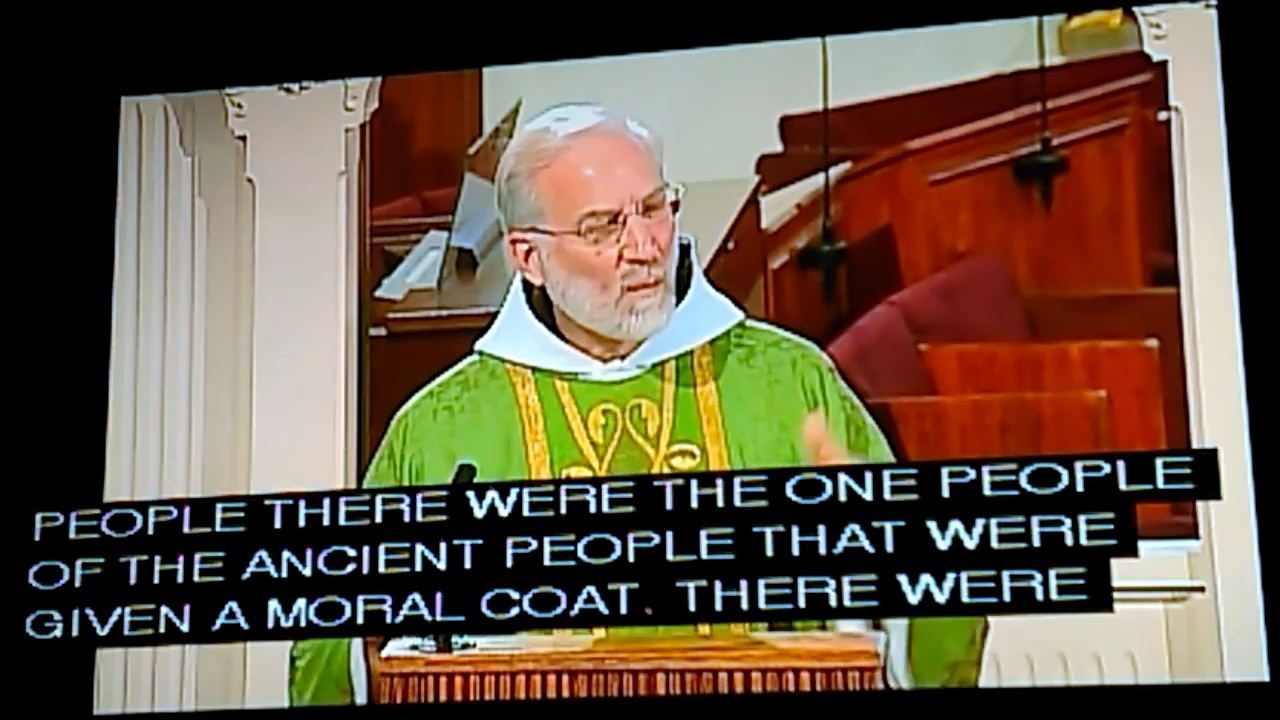 PEOPLE THERE WERE THE ONE PEOPLE
OF THE ANCIENT PEOPLE THAT WERE
GIVEN A MORAL COAT. THERE WERE